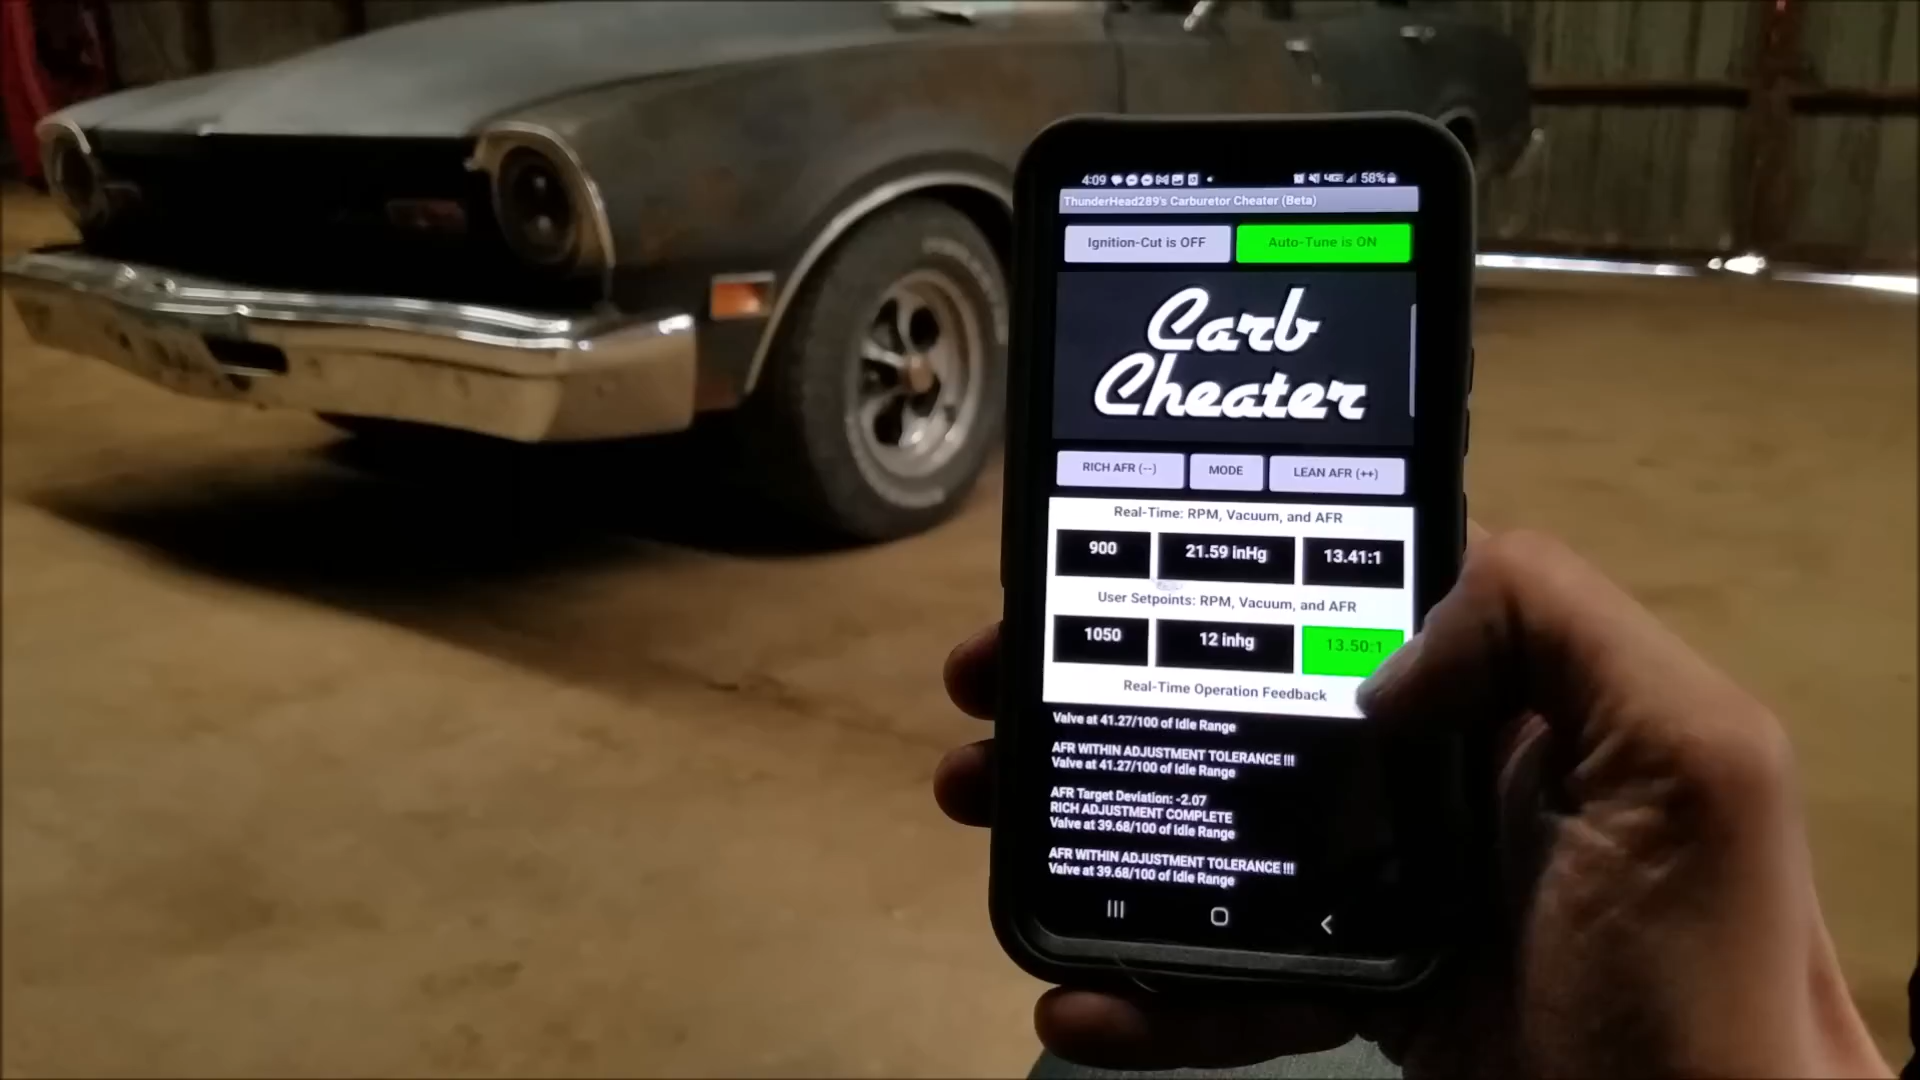 4:09
58%
ThunderHead289's Carburetor Cheater (Beta)
Ignition-Cut is OFF
Auto-Tune is ON
Carb
Cheater
RICH AFR (--)
MODE
LEAN AFR (++)
Real-Time: RPM, Vacuum, and AFR
900
21.59 inHg
13.41:1
User Setpoints: RPM, Vacuum, and AFR
1050
12 inhg
13.50:1
Real-Time Operation Feedback
Valve at 41.27/100 of Idle Range
AFR WITHIN ADJUSTMENT TOLERANCE !!!
Valve at 41.27/100 of Idle Range
AFR Target Deviation: -2.07
RICH ADJUSTMENT COMPLETE
Valve at 39.68/100 of Idle Range
AFR WITHIN ADJUSTMENT TOLERANCE !!!
Valve at 39.68/100 of Idle Range